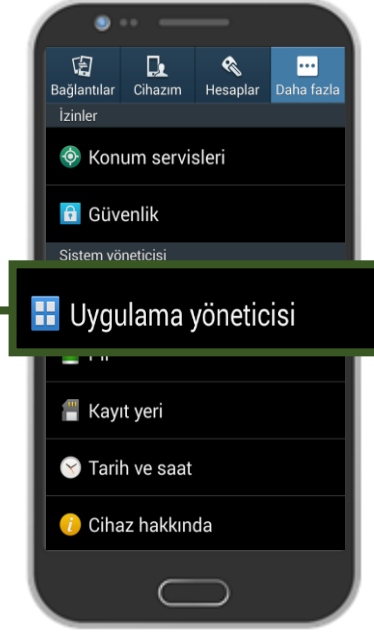 Bağlantılar Cihazım Hesaplar Daha fazla
İzinler
Konum servisleri
Güvenlik
Sistem yöneticisi
Uygulama yöneticisi
Kayıt yeri
Tarih ve saat
Cihaz hakkında